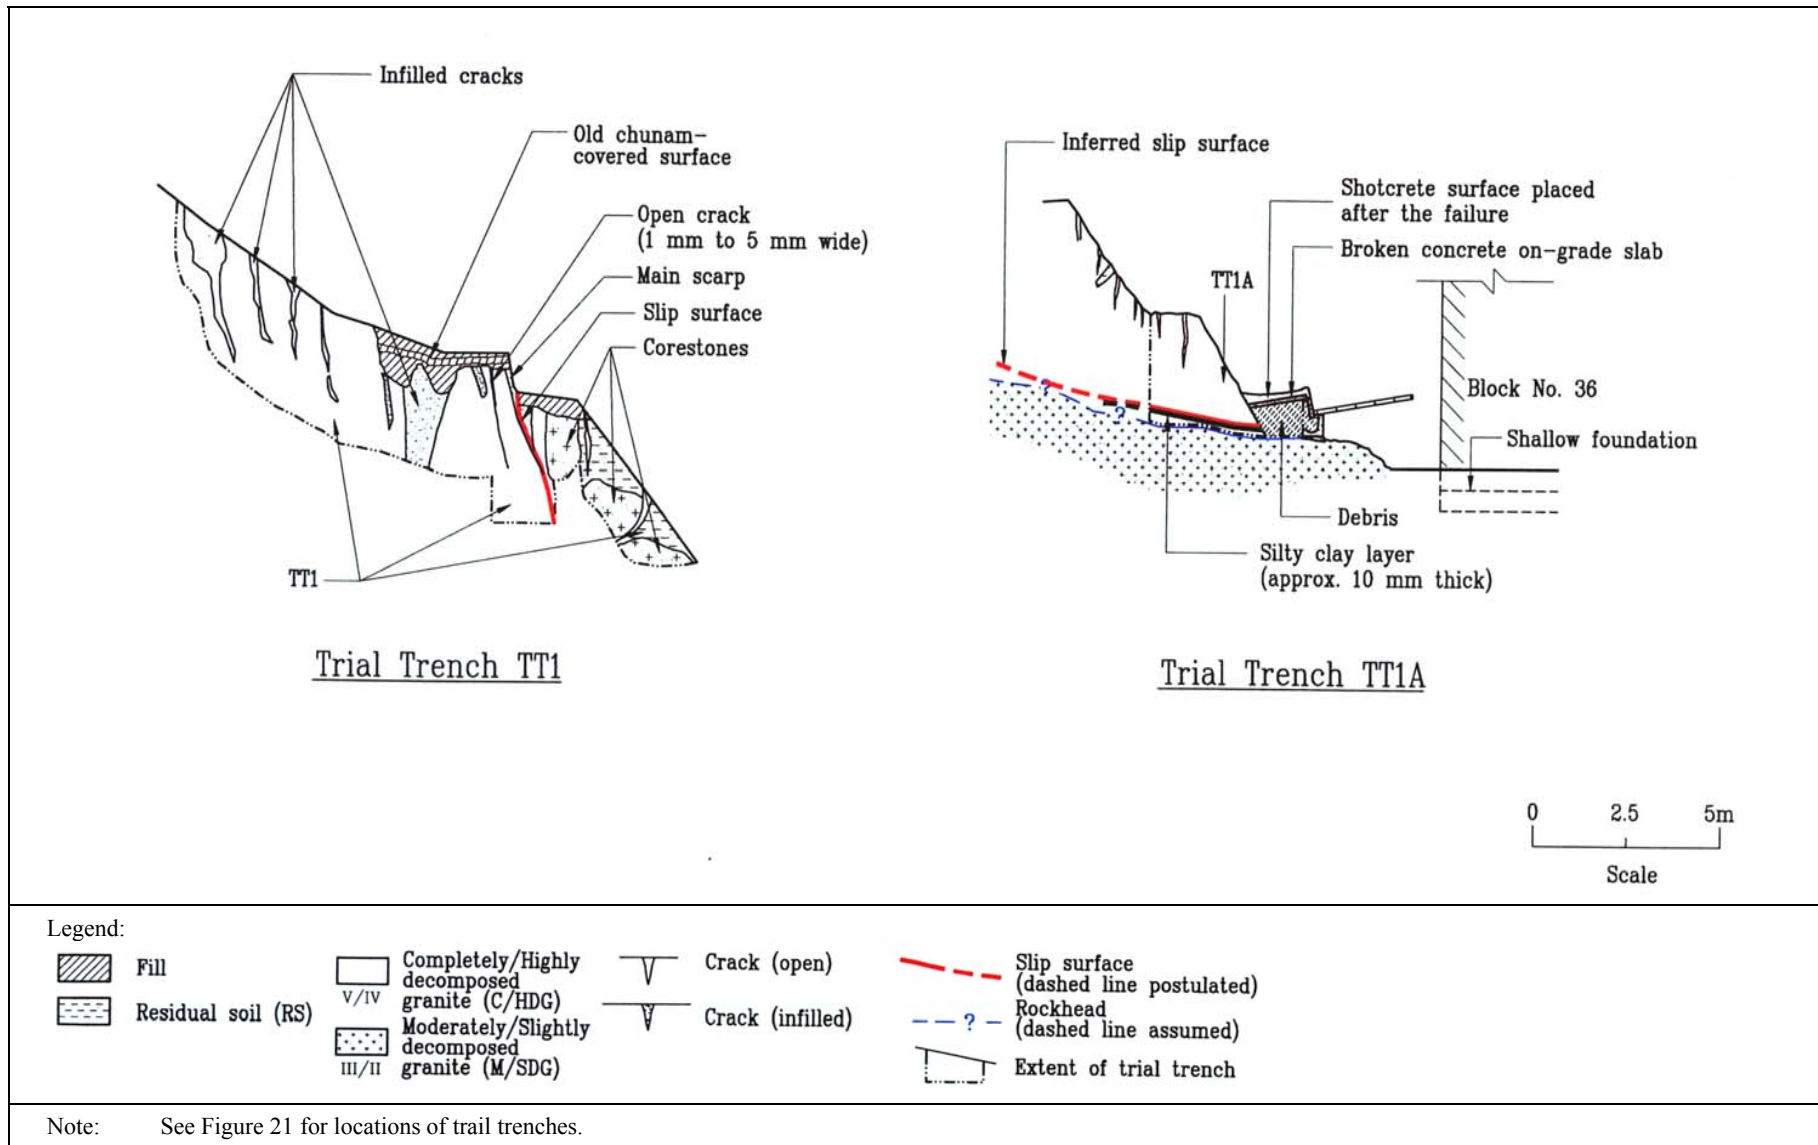 Infilled cracks
Old chunam-
covered surface
Open crack
(1 mm to 5 mm wide)
Main scarp
Slip surface
Corestones
TT1
Trial Trench TT1
Inferred slip surface
Shotcrete surface placed
after the failure
Broken concrete on-grade slab
TT1A
Block No. 36
Shallow foundation
Debris
Silty clay layer
(approx. 10 mm thick)
?
?
Trial Trench TT1A
0 2.5 5m
Scale
Legend:
Fill
Residual soil (RS)
Completely/Highly
decomposed
granite (C/HDG)
V/IV
Moderately/Slightly
decomposed
granite (M/SDG)
III/II
Crack (open)
Crack (infilled)
Slip surface
(dashed line postulated)
?
Rockhead
(dashed line assumed)
Extent of trial trench
Note: See Figure 21 for locations of trail trenches.